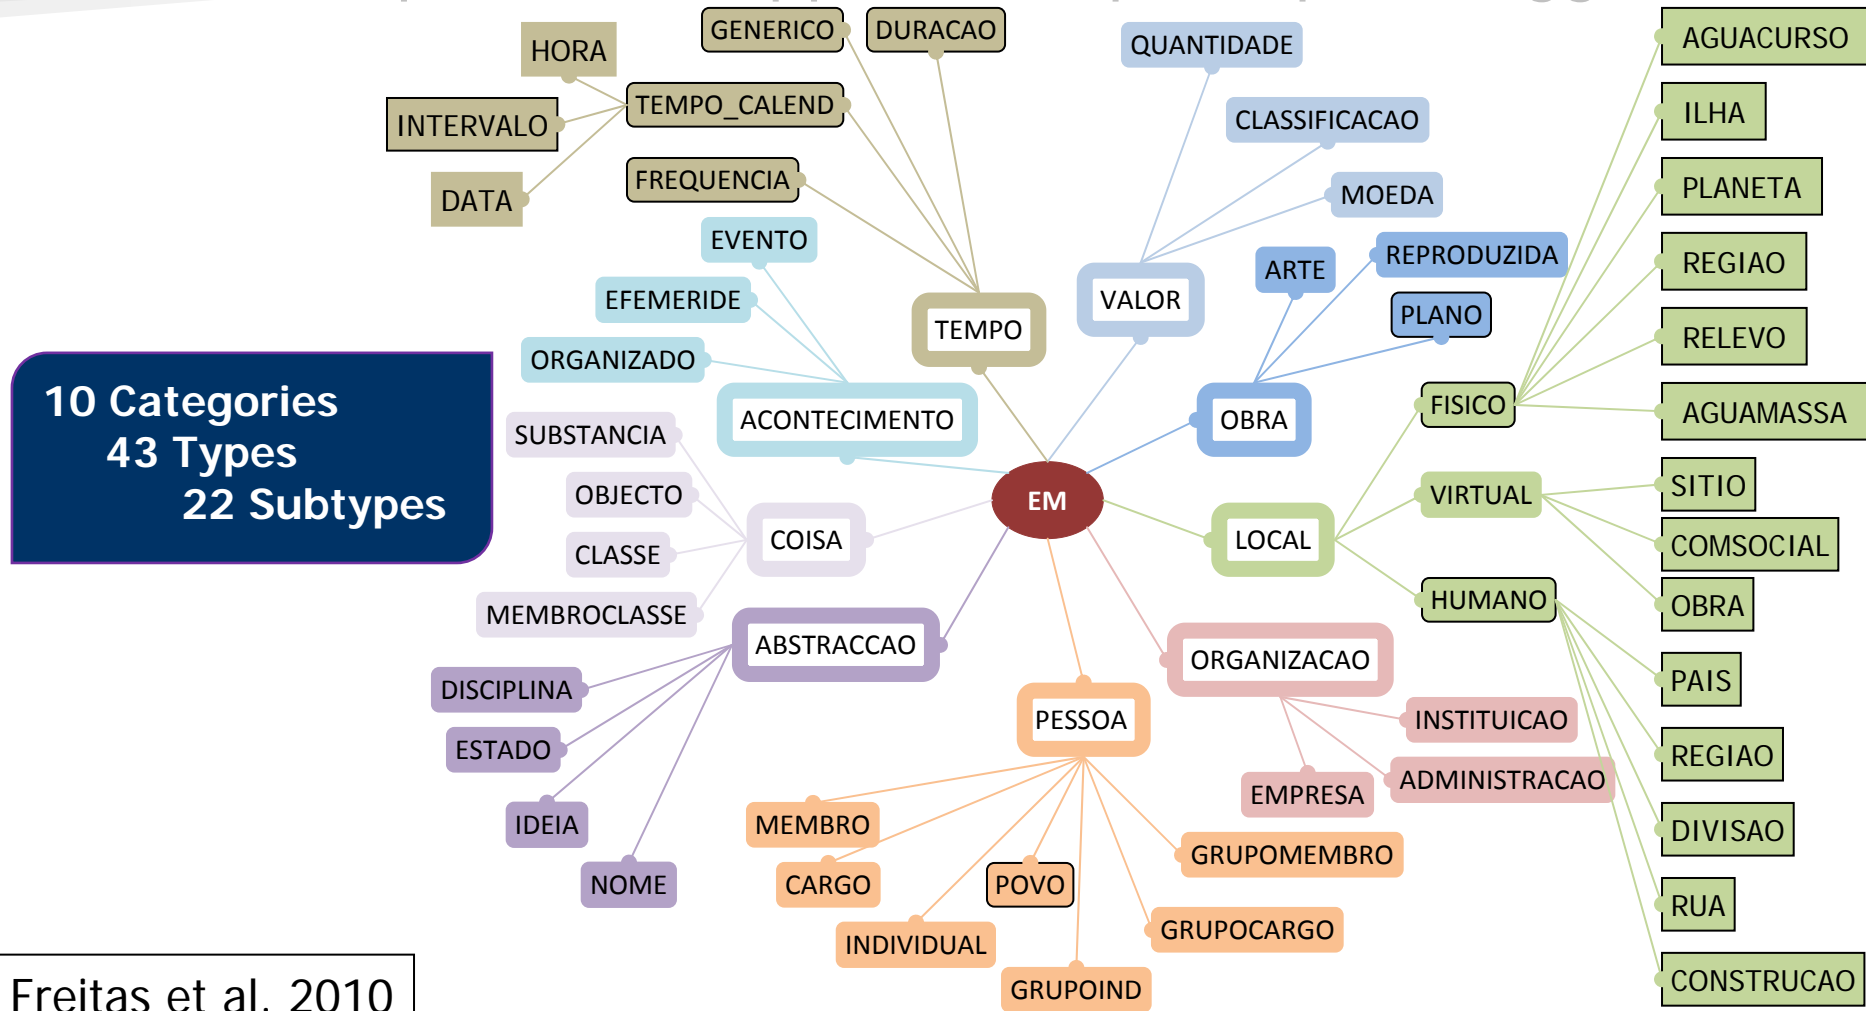 HORA
GENERICO
DURACAO
INTERVALO
TEMPO_CALEND
DATA
FREQUENCIA
QUANTIDADE
CLASSIFICACAO
MOEDA
EVENTO
EFEMERIDE
ORGANIZADO
TEMPO
VALOR
ARTE
REPRODUZIDA
PLANO
ACONTECIMENTO
OBRA
10 Categories
43 Types
22 Subtypes
SUBSTANCIA
OBJECTO
CLASSE
MEMBROCLASSE
COISA
EM
LOCAL
FISICO
VIRTUAL
HUMANO
AGUACURSO
ILHA
PLANETA
REGIAO
RELEVO
AGUAMASSA
SITIO
COMSOCIAL
OBRA
PAIS
REGIAO
DIVISAO
RUA
CONSTRUCAO
ABSTRACCAO
DISCIPLINA
ESTADO
IDEIA
NOME
PESSOA
MEMBRO
CARGO
INDIVIDUAL
POVO
GRUPOIND
GRUPOCARGO
GRUPOMEMBRO
ORGANIZACAO
INSTITUICAO
ADMINISTRACAO
EMPRESA
Freitas et al. 2010